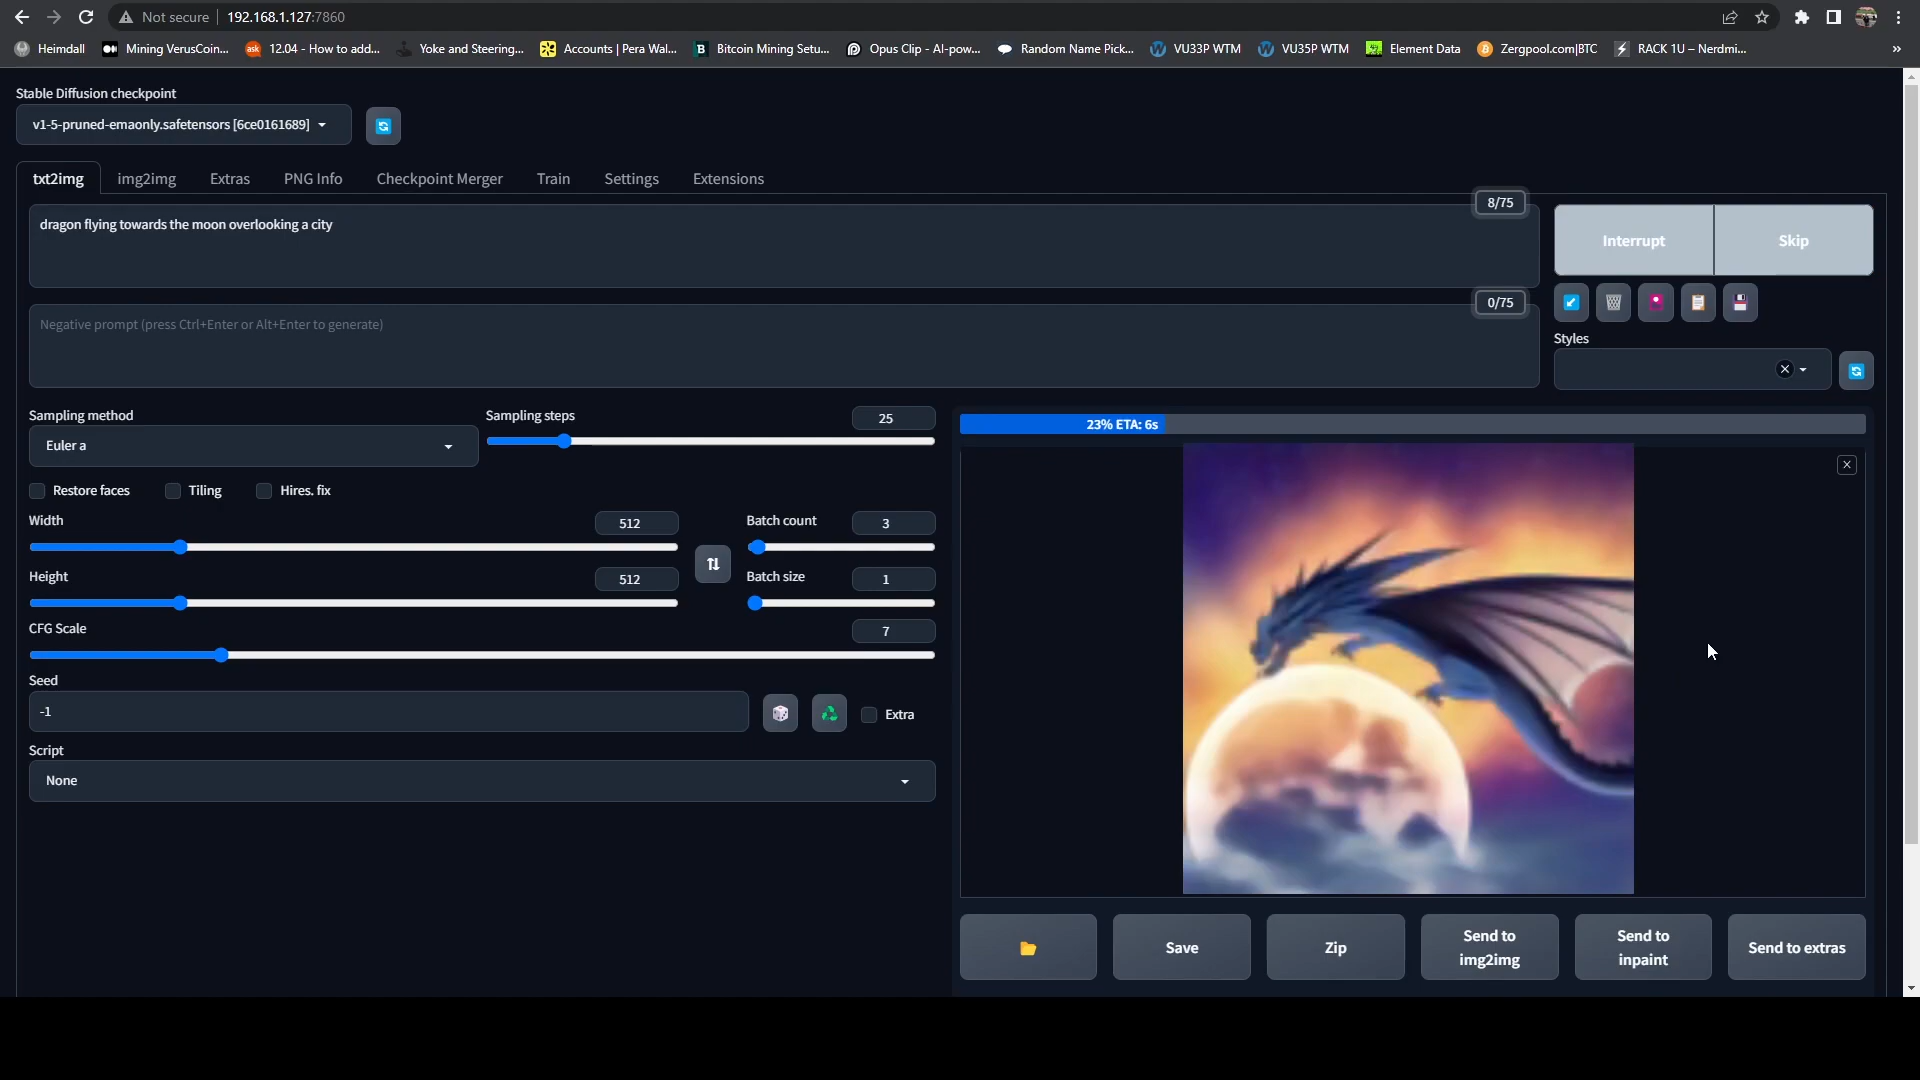 Not secure 192.168.1.127:7860
Heimdall Mining VerusCoin... ask 12.04 - How to add... Yoke and Steering... Accounts | Pera Wal... B Bitcoin Mining Setu... Opus Clip - AI-pow... Random Name Pick... VU33P WTM VU35P WTM Element Data Zergpool.com|BTC RACK 1U – Nerdmi... »
Stable Diffusion checkpoint
v1-5-pruned-emaonly.safetensors [6ce0161689]
txt2img img2img Extras PNG Info Checkpoint Merger Train Settings Extensions
8/75
dragon flying towards the moon overlooking a city
Interrupt Skip
0/75
Negative prompt (press Ctrl+Enter or Alt+Enter to generate)
Styles
Sampling method Sampling steps 25
Euler a
23% ETA: 6s
Restore faces Tiling Hires. fix
Width 512 Batch count 3
Height 512 Batch size 1
CFG Scale 7
Seed
-1
Extra
Script
None
Save Zip Send to img2img Send to inpaint Send to extras